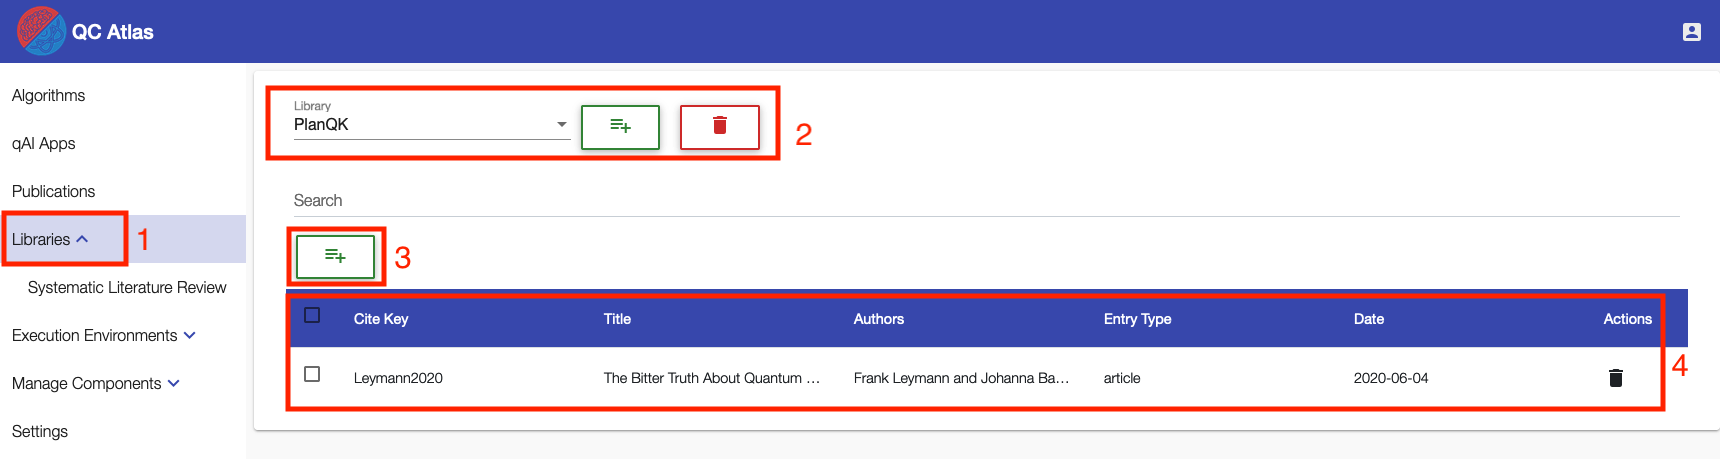 QC Atlas
Algorithms
qAI Apps
Publications
Libraries
1
Systematic Literature Review
Execution Environments
Manage Components
Settings
Library
PlanQK
2
Search
3
Cite Key Title Authors Entry Type Date Actions
Leymann2020 The Bitter Truth About Quantum ... Frank Leymann and Johanna Ba... article 2020-06-04
4